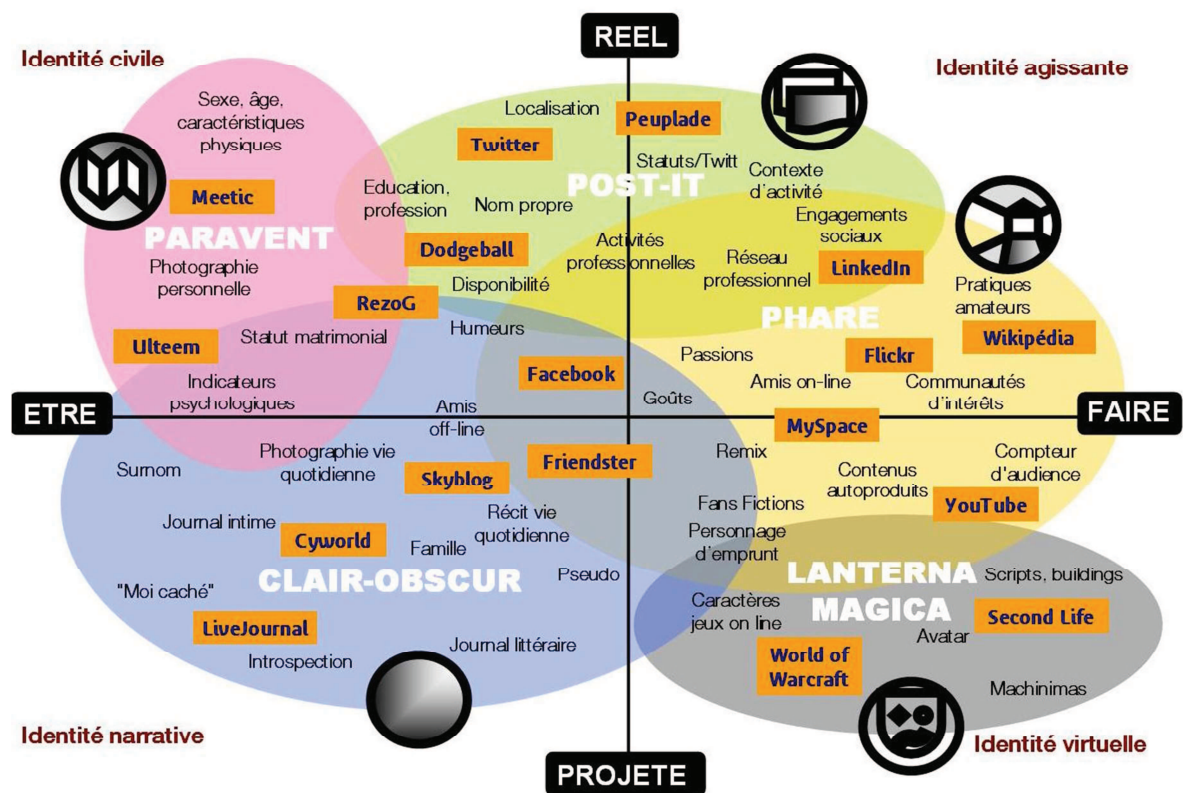 REEL
Identité civile
Identité agissante
Sexe, âge,
caractéristiques
physiques
Localisation
Peuplade
Twitter
Statuts/Twitt
POST-IT
Contexte
d'activité
Meetic
Education,
profession
Nom propre
Engagements
sociaux
PARAVENT
Dodgeball
Activités
professionnelles
Réseau
professionnel
LinkedIn
Photographie
personnelle
Disponibilité
Pratiques
amateurs
RezoG
PHARE
Ulteem
Statut matrimonial
Humeurs
Passions
Flickr
Wikipédia
Indicateurs
psychologiques
Facebook
Goûts
Amis on-line
Communautés
d'intérêts
ETRE
Amis
off-line
MySpace
FAIRE
Surnom
Photographie vie
quotidienne
Skyblog
Friendster
Remix
Contenus
autoproduits
Compteur
d'audience
YouTube
Journal intime
Cyworld
Famille
Récit vie
quotidienne
Fans Fictions
Personnage
d'emprunt
CLAIR-OBSCUR
Pseudo
LANTERNA
MAGICA
Scripts, buildings
"Moi caché"
LiveJournal
Introspection
Journal littéraire
Caractères
jeux on line
Avatar
Second Life
World of
Warcraft
Machinimas
Identité narrative
Identité virtuelle
PROJETE